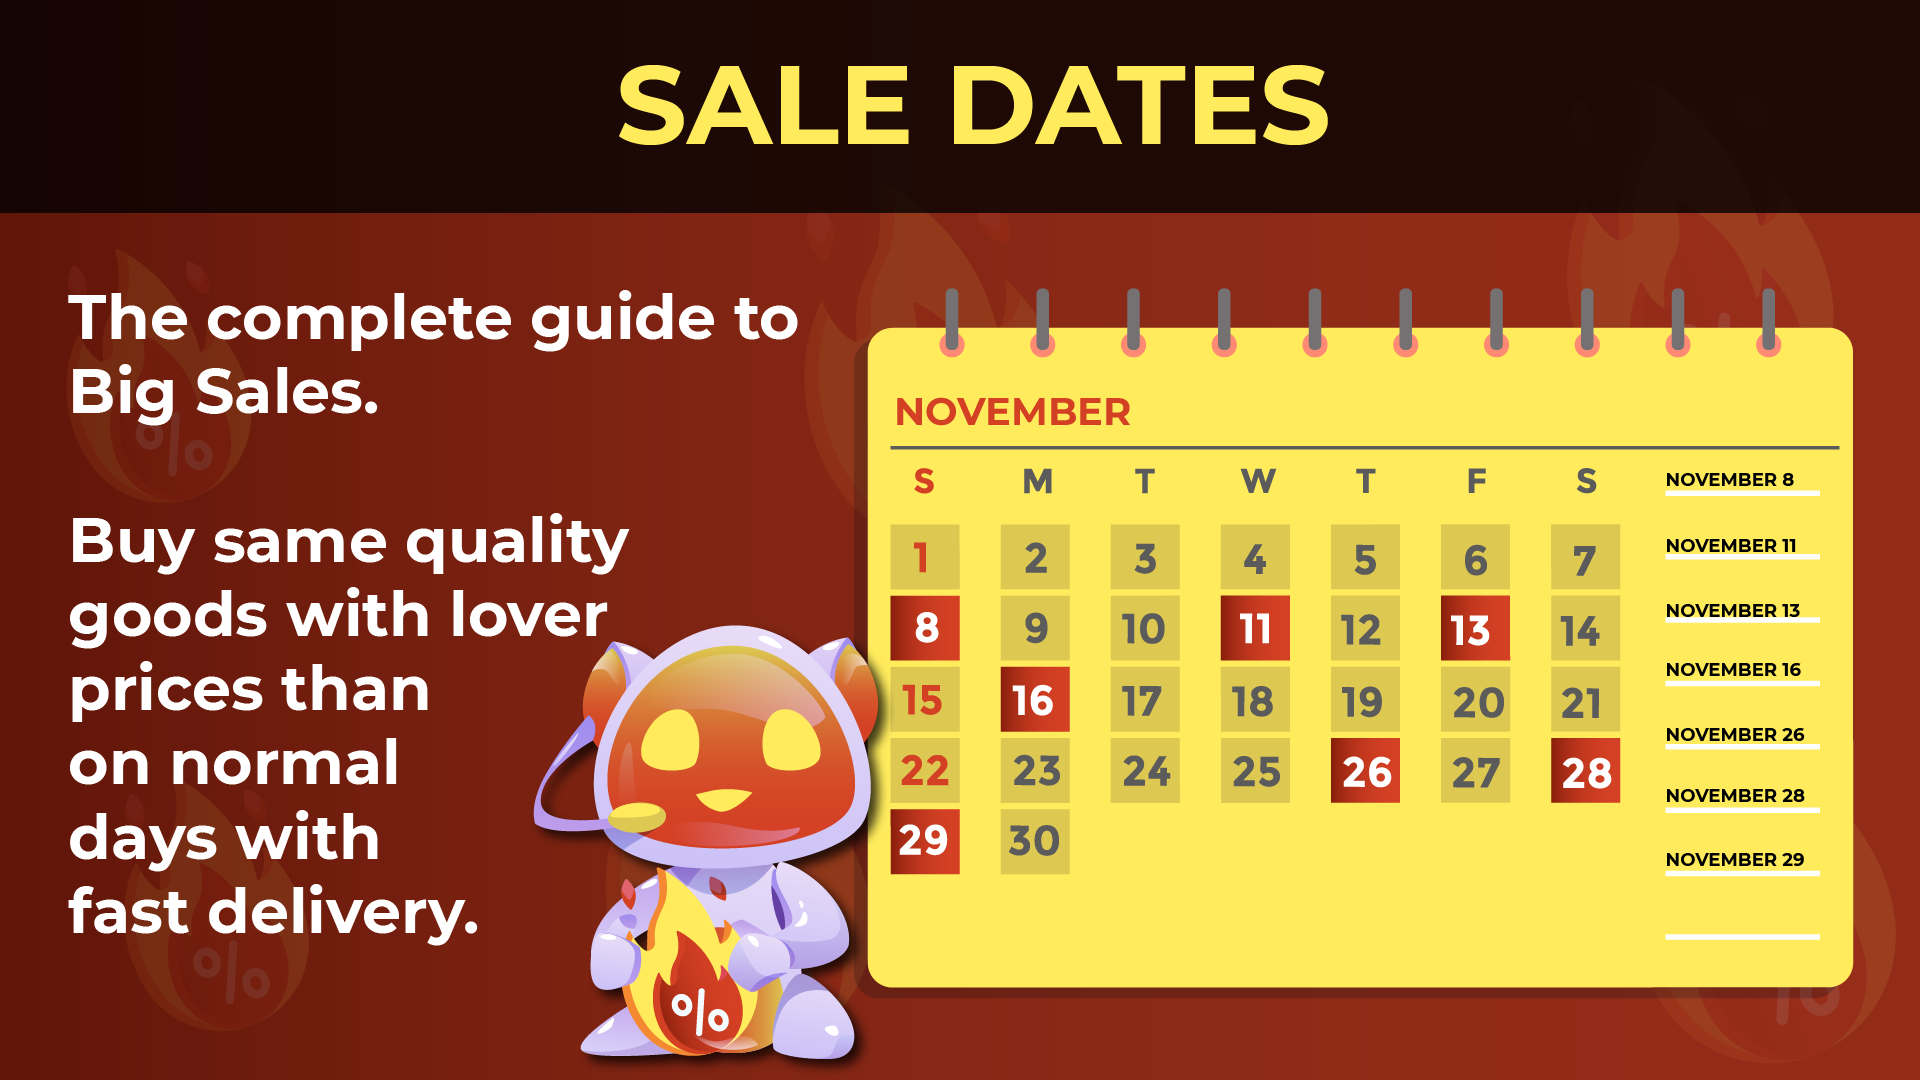 SALE DATES
The complete guide to
Big Sales.
Buy same quality
goods with lover
prices than
on normal
days with
fast delivery.
%
NOVEMBER
S M T W T F S
1 2 3 4 5 6 7
8 9 10 11 12 13 14
15 16 17 18 19 20 21
22 23 24 25 26 27 28
29 30
NOVEMBER 8
NOVEMBER 11
NOVEMBER 13
NOVEMBER 16
NOVEMBER 26
NOVEMBER 28
NOVEMBER 29